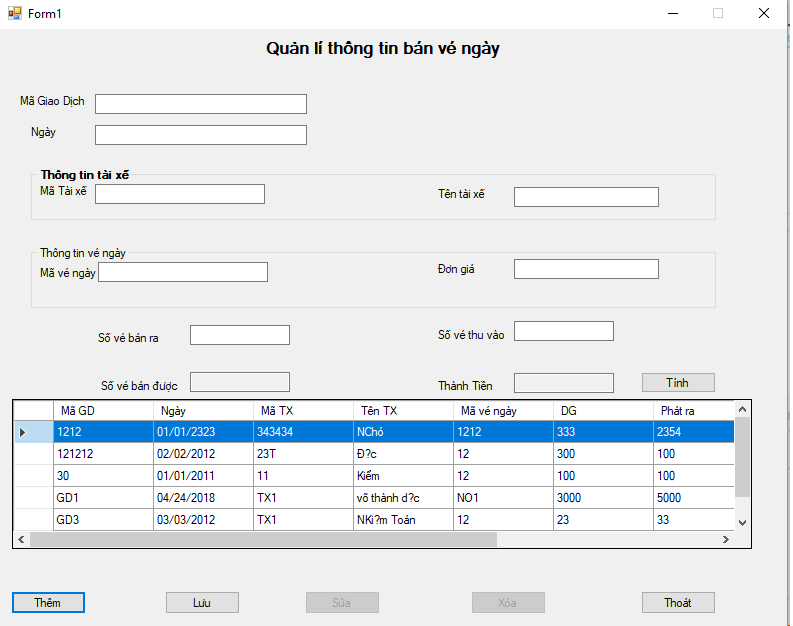 Form1
Quản lí thông tin bán vé ngày
Mã Giao Dịch
Ngày
Thông tin tài xế
Mã Tài xế
Tên tài xế
Thông tin vé ngày
Mã vé ngày
Đơn giá
Số vé bán ra
Số vé thu vào
Số vé bán được
Thành Tiền
Tính
Mã GD Ngày Mã TX Tên TX Mã vé ngày DG Phát ra
1212 01/01/2323 343434 NChó 1212 333 2354
121212 02/02/2012 23T Đ?c 12 300 100
30 01/01/2011 11 Kiểm 12 100 100
GD1 04/24/2018 TX1 võ thành d?c NO1 3000 5000
GD3 03/03/2012 TX1 NKi?m Toán 12 23 33
Thêm Lưu Sửa Xóa Thoát